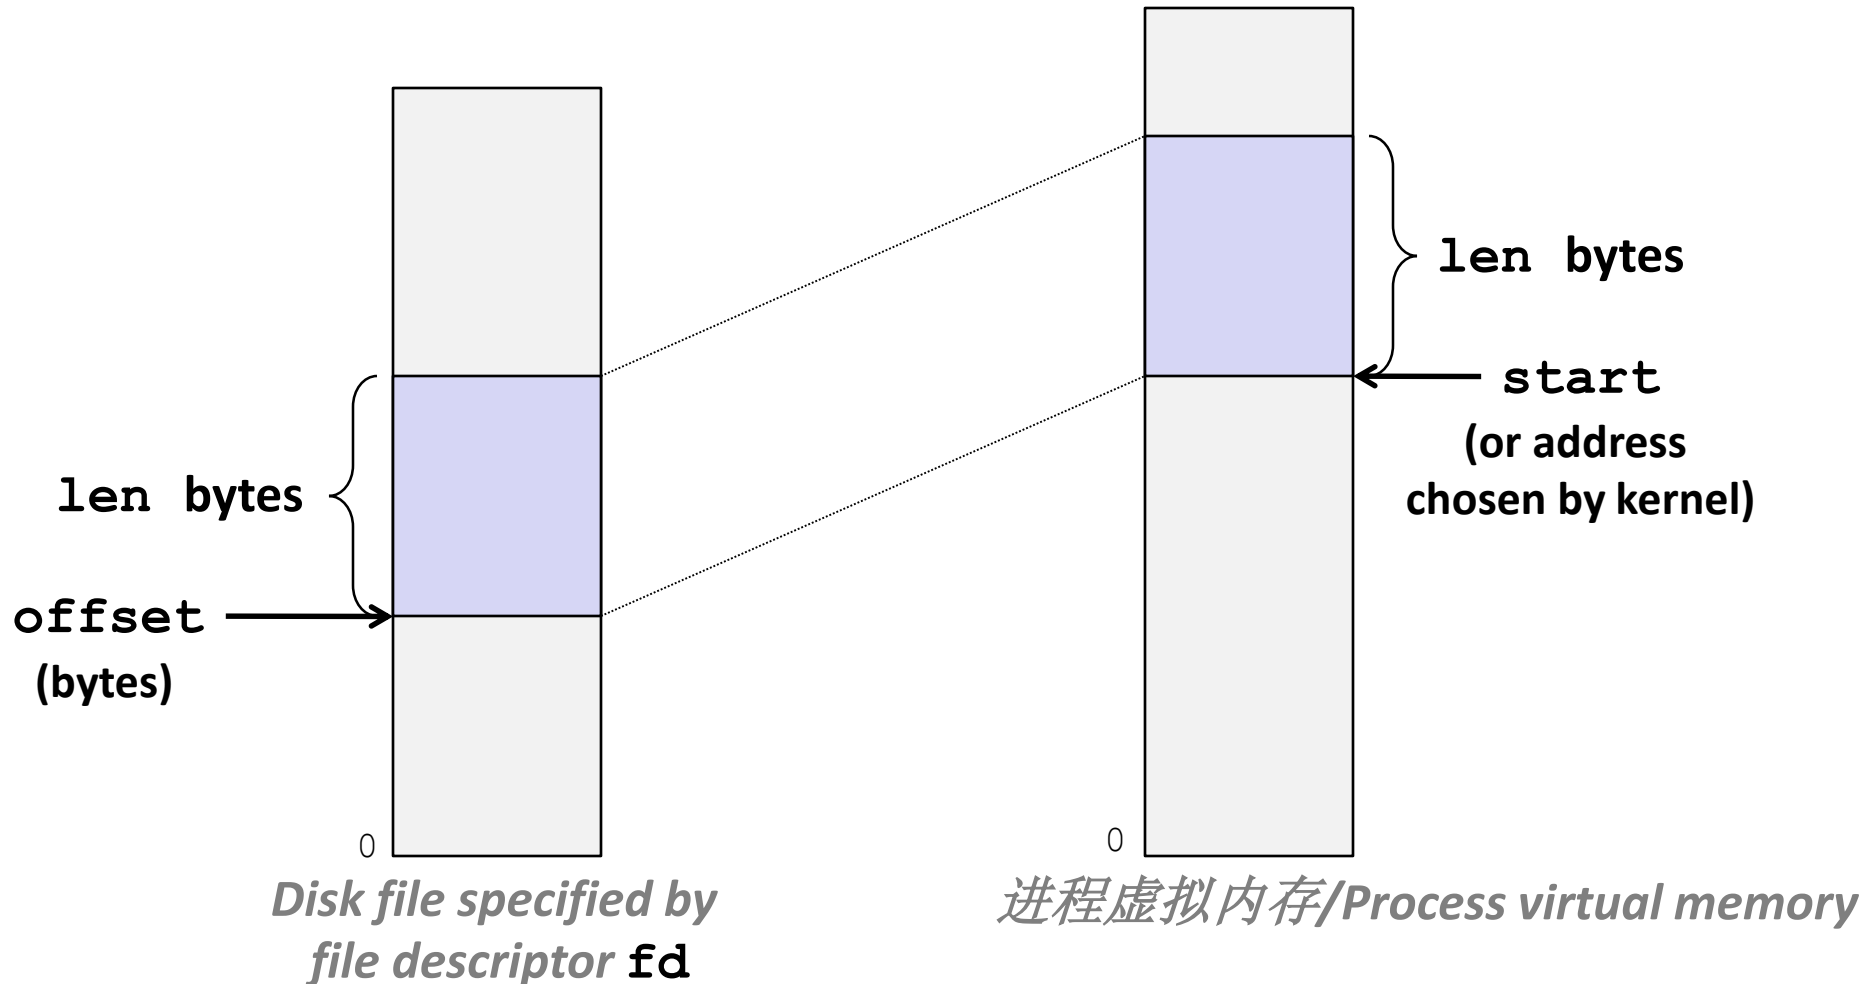 len bytes
start
(or address
chosen by kernel)
len bytes
offset
(bytes)
0
0
Disk file specified by
file descriptor fd
进程虚拟内存/Process virtual memory